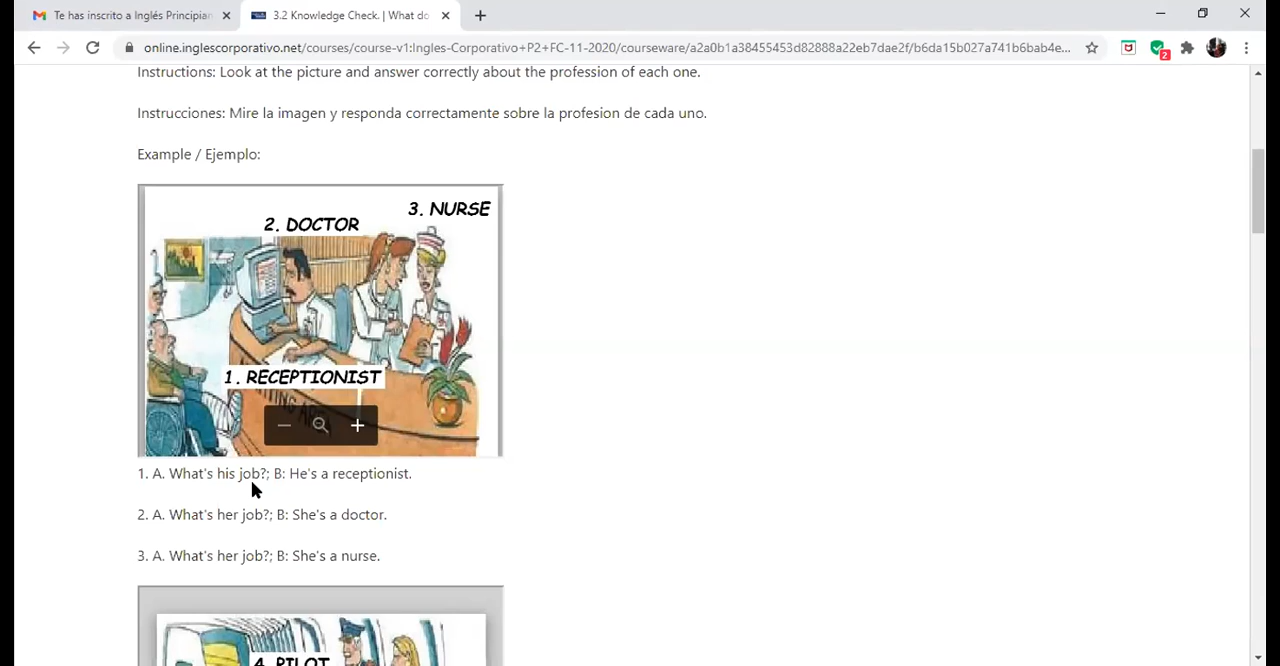 Te has inscrito a Inglés Principian
3.2 Knowledge Check. | What do
online.inglescorporativo.net/courses/course-v1:Ingles-Corporativo+P2+FC-11-2020/courseware/a2a0b1a38455453d82888a22eb7dae2f/b6da15b027a741b6bab4e...
2
Instructions: Look at the picture and answer correctly about the profession of each one.
Instrucciones: Mire la imagen y responda correctamente sobre la profesion de cada uno.
Example / Ejemplo:
3. NURSE
2. DOCTOR
1. RECEPTIONIST
1. A. What's his job?; B: He's a receptionist.
2. A. What's her job?; B: She's a doctor.
3. A. What's her job?; B: She's a nurse.
4. PILOT